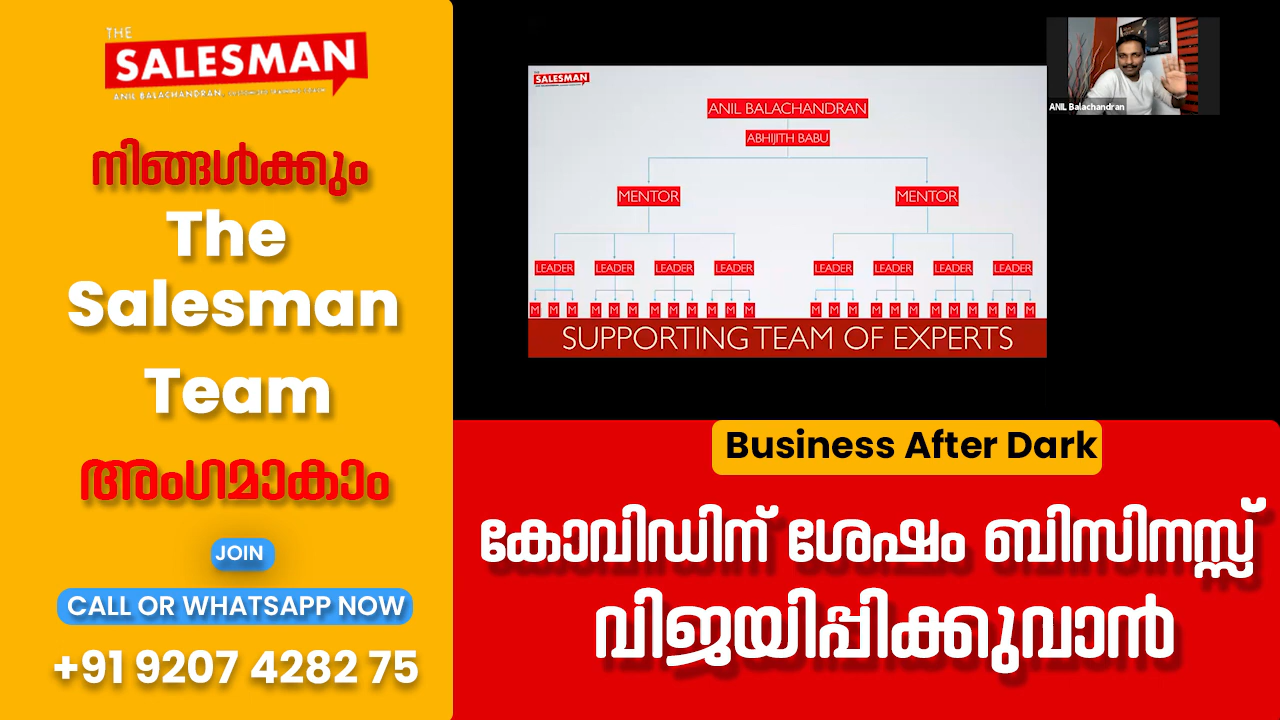 THE
SALESMAN
നിങ്ങൾക്കും
The
Salesman
Team
അംഗമാകാം
JOIN
CALL OR WHATSAPP NOW
+91 9207 4282 75
THE
SALESMAN
ANIL BALACHANDRAN
ABHIJITH BABU
MENTOR MENTOR
LEADER LEADER LEADER LEADER LEADER LEADER LEADER LEADER
M M M M M M M M M M M M M M M M M M M M M M M M
SUPPORTING TEAM OF EXPERTS
ANIL Balachandran
Business After Dark
കോവിഡിന് ശേഷം ബിസിനസ്സ്
വിജയിപ്പിക്കുവാൻ